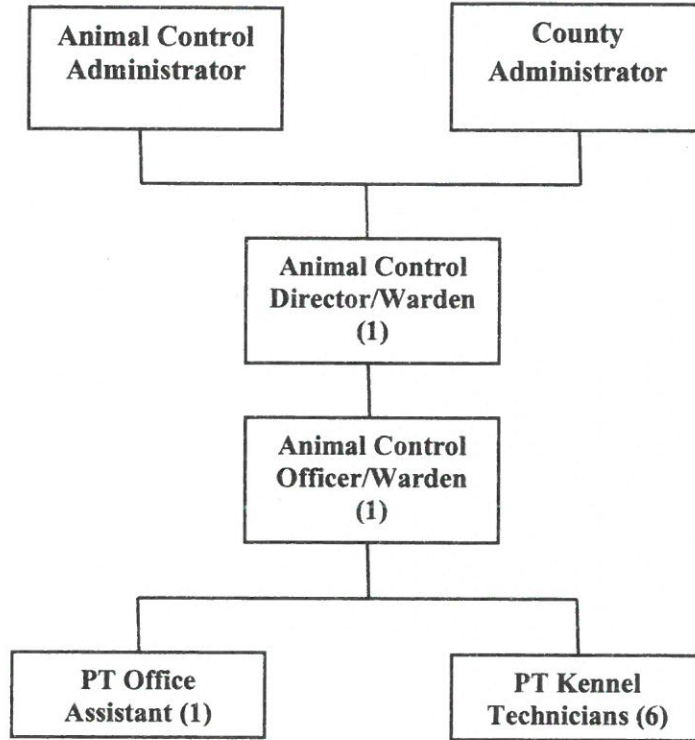 Animal Control
Administrator
County
Administrator
Animal Control
Director/Warden
(1)
Animal Control
Officer/Warden
(1)
PT Office
Assistant (1)
PT Kennel
Technicians (6)